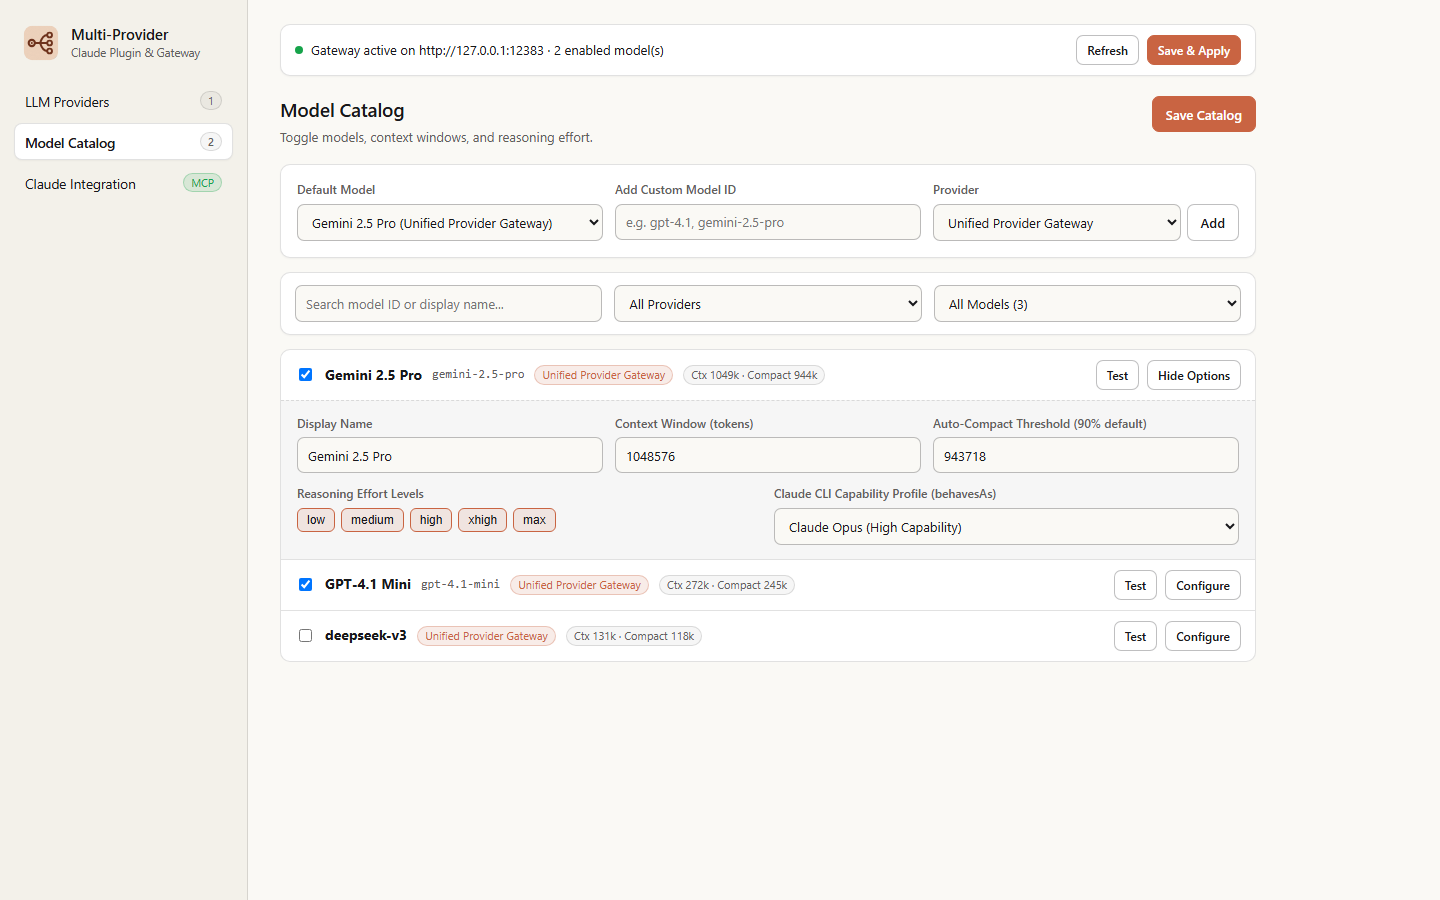 Multi-Provider
Claude Plugin & Gateway
LLM Providers 1
Model Catalog 2
Claude Integration MCP
Gateway active on http://127.0.0.1:12383 · 2 enabled model(s) Refresh Save & Apply
Model Catalog Save Catalog
Toggle models, context windows, and reasoning effort.
Default Model Add Custom Model ID Provider
Gemini 2.5 Pro (Unified Provider Gateway) e.g. gpt-4.1, gemini-2.5-pro Unified Provider Gateway Add
Search model ID or display name... All Providers All Models (3)
Gemini 2.5 Pro gemini-2.5-pro Unified Provider Gateway Ctx 1049k · Compact 944k Test Hide Options
Display Name Context Window (tokens) Auto-Compact Threshold (90% default)
Gemini 2.5 Pro 1048576 943718
Reasoning Effort Levels Claude CLI Capability Profile (behavesAs)
low medium high xhigh max Claude Opus (High Capability)
GPT-4.1 Mini gpt-4.1-mini Unified Provider Gateway Ctx 272k · Compact 245k Test Configure
deepseek-v3 Unified Provider Gateway Ctx 131k · Compact 118k Test Configure